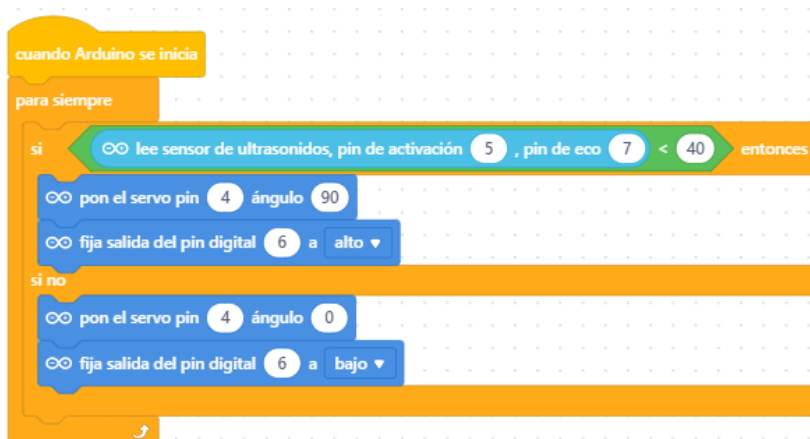 cuando Arduino se inicia
para siempre
si lee sensor de ultrasonidos, pin de activación 5 , pin de eco 7 < 40 entonces
pon el servo pin 4 ángulo 90
fija salida del pin digital 6 a alto
si no
pon el servo pin 4 ángulo 0
fija salida del pin digital 6 a bajo